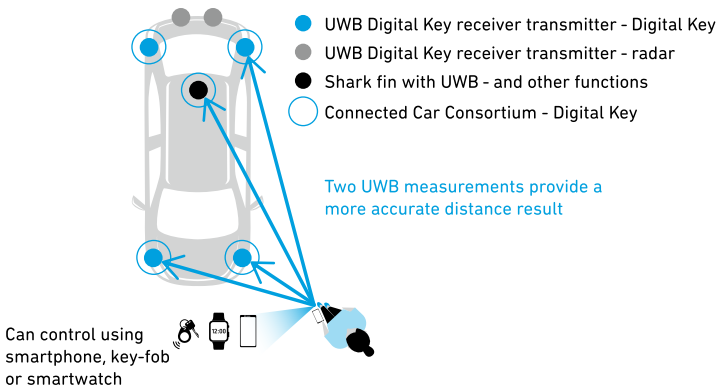 UWB Digital Key receiver transmitter - Digital Key
UWB Digital Key receiver transmitter - radar
Shark fin with UWB - and other functions
Connected Car Consortium - Digital Key
Two UWB measurements provide a
more accurate distance result
Can control using
smartphone, key-fob
or smartwatch
12:00